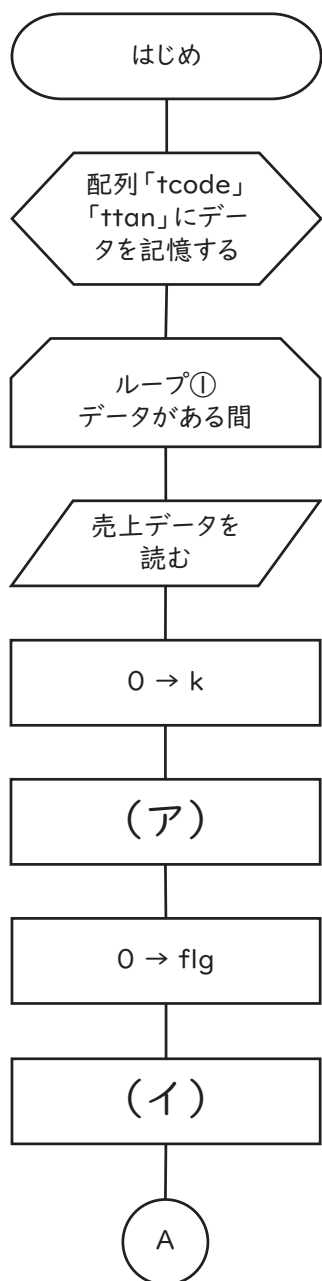 はじめ
配列「tcode」
「ttan」にデー
タを記憶する
ループ①
データがある間
売上データを
読む
0 → k
(ア)
0 → flg
(イ)
A